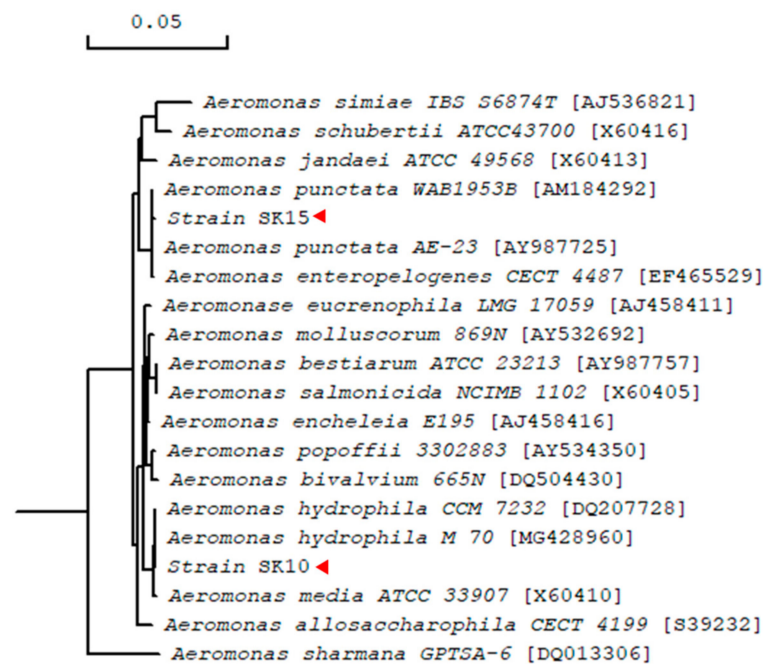 0.05
Aeromonas simiae IBS S6874T [AJ536821]
Aeromonas schubertii ATCC43700 [X60416]
Aeromonas jandaei ATCC 49568 [X60413]
Aeromonas punctata WAB1953B [AM184292]
Strain SK15
Aeromonas punctata AE-23 [AY987725]
Aeromonas enteropelogenes CECT 4487 [EF465529]
Aeromonase eucrenophila LMG 17059 [AJ458411]
Aeromonas molluscorum 869N [AY532692]
Aeromonas bestiarum ATCC 23213 [AY987757]
Aeromonas salmonicida NCIMB 1102 [X60405]
Aeromonas encheleia E195 [AJ458416]
Aeromonas popoffii 3302883 [AY534350]
Aeromonas bivalvium 665N [DQ504430]
Aeromonas hydrophila CCM 7232 [DQ207728]
Aeromonas hydrophila M 70 [MG428960]
Strain SK10
Aeromonas media ATCC 33907 [X60410]
Aeromonas allosaccharophila CECT 4199 [S39232]
Aeromonas sharmana GPTSA-6 [DQ013306]